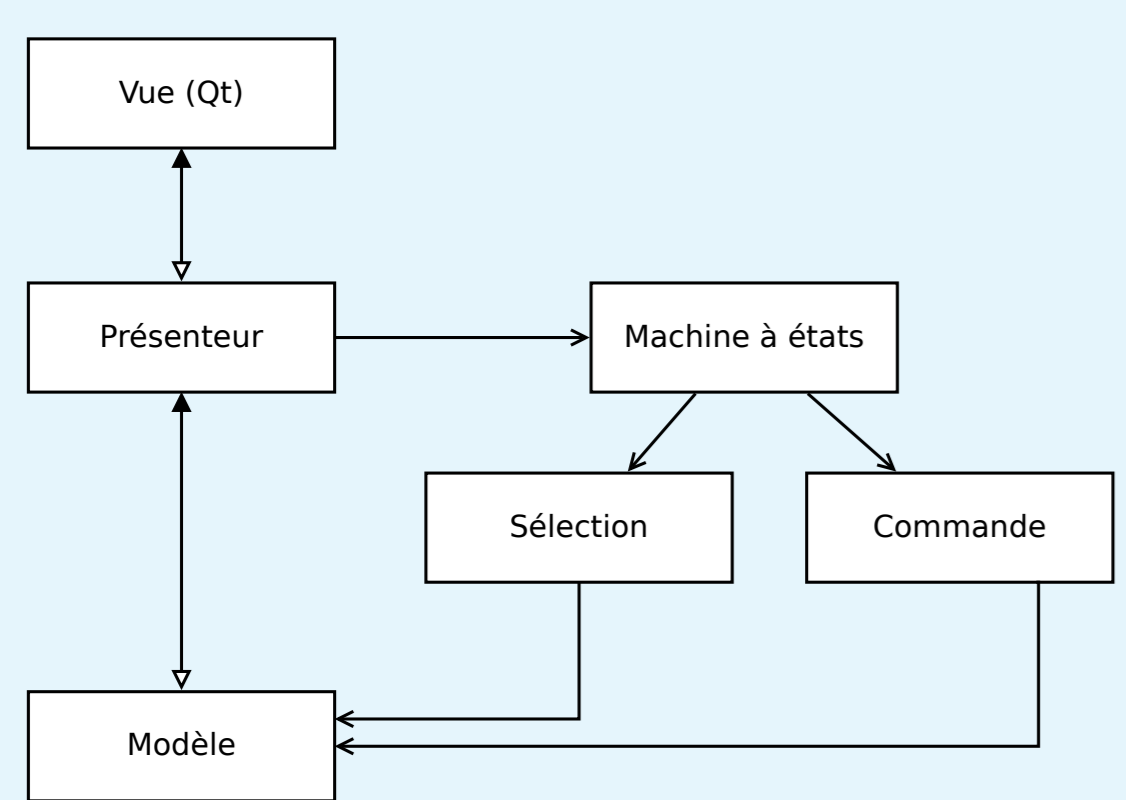 Vue (Qt)
Présenteur
Machine à états
Sélection
Commande
Modèle